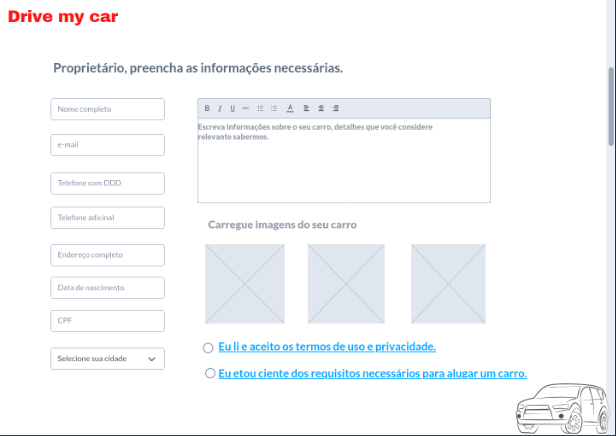 Drive my car
Proprietário, preencha as informações necessárias.
Nome completo
e-mail
Telefone com DDD
Telefone adicinal
Endereço completo
Data de nascimento
CPF
Selecione sua cidade
B I U A
Escreva informações sobre o seu carro, detalhes que você considere
relevante sabermos.
Carregue imagens do seu carro
Eu li e aceito os termos de uso e privacidade.
Eu etou ciente dos requisitos necessários para alugar um carro.